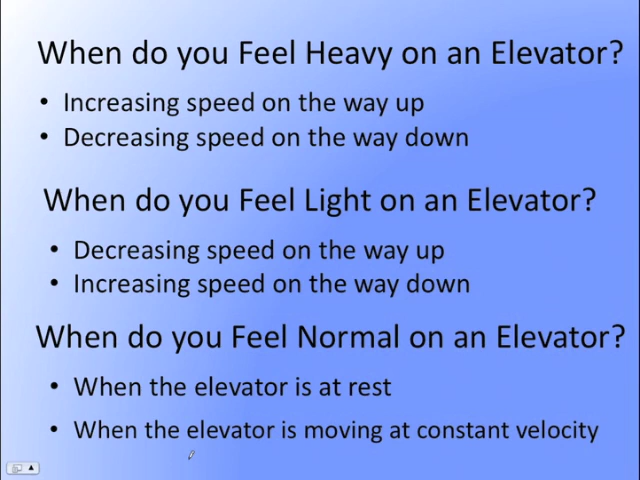 When do you Feel Heavy on an Elevator?
• Increasing speed on the way up
• Decreasing speed on the way down
When do you Feel Light on an Elevator?
• Decreasing speed on the way up
• Increasing speed on the way down
When do you Feel Normal on an Elevator?
• When the elevator is at rest
• When the elevator is moving at constant velocity